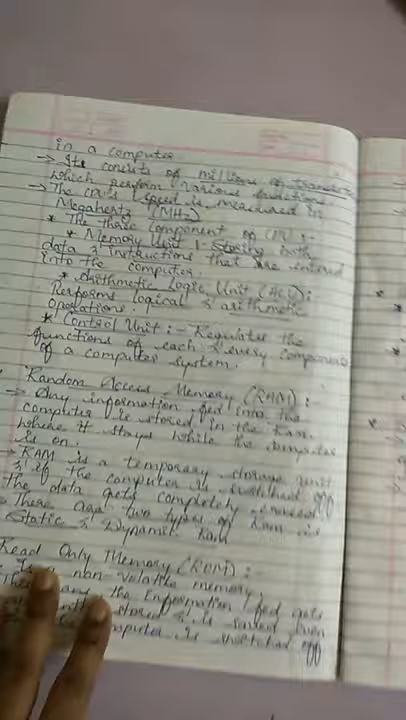 in a computer
→ Its consists of millions of
which perform various functions.
→ The CPU's speed is measured in
Megahertz (MHz)
* The three component of CPU :-
* Memory Unit :- Storing both
data & instructions that are entered
into the computer.
* Arithmetic Logic Unit (ALU):
Performs logical & arithmetic
operations.
* Control Unit :- Regulates the
functions of each & every components
of a computer system.
Random Access Memory (RAM) :
→ Any information fed into the
computer is stored in the Ram.
where it stays while the computer
is on.
→ RAM is a temporary storage unit
& if the computer is switched off
the data gets completely erased.
There are two types of Ram is
Static & Dynamic Ram
Read Only Memory (ROM) :
Is a non-volatile memory;
the information fed gets
stored & is saved even
computer is switched off